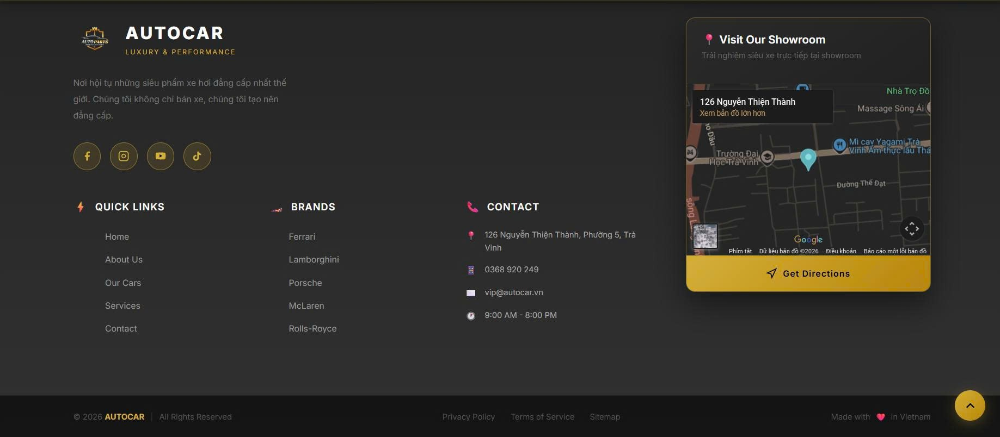 AUTO PARTS
AUTOCAR
LUXURY & PERFORMANCE
Nơi hội tụ những siêu phẩm xe hơi đẳng cấp nhất thế
giới. Chúng tôi không chỉ bán xe, chúng tôi tạo nên
đẳng cấp.
QUICK LINKS
Home
About Us
Our Cars
Services
Contact
BRANDS
Ferrari
Lamborghini
Porsche
McLaren
Rolls-Royce
CONTACT
126 Nguyễn Thiện Thành, Phường 5, Trà
Vinh
0368 920 249
vip@autocar.vn
9:00 AM - 8:00 PM
Visit Our Showroom
Trải nghiệm siêu xe trực tiếp tại showroom
126 Nguyễn Thiện Thành
Xem bản đồ lớn hơn
Nhà Trọ Đồ
Massage Sông Ái
Mì cay Yagami Trà
Vinh Ẩm thực lẩu Thá
Trường Đại
Học Trà Vinh
Đường Thế Đạt
Google
Phím tắt
Dữ liệu bản đồ ©2026
Điều khoản
Báo cáo một lỗi bản đồ
Get Directions
© 2026 AUTOCAR | All Rights Reserved
Privacy Policy
Terms of Service
Sitemap
Made with in Vietnam